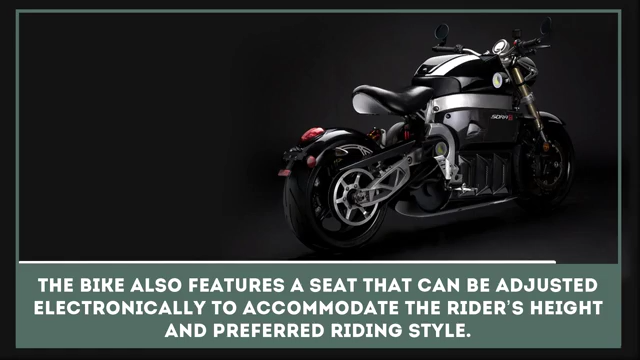 SORA
THE BIKE ALSO FEATURES A SEAT THAT CAN BE ADJUSTED
ELECTRONICALLY TO ACCOMMODATE THE RIDER'S HEIGHT
AND PREFERRED RIDING STYLE.